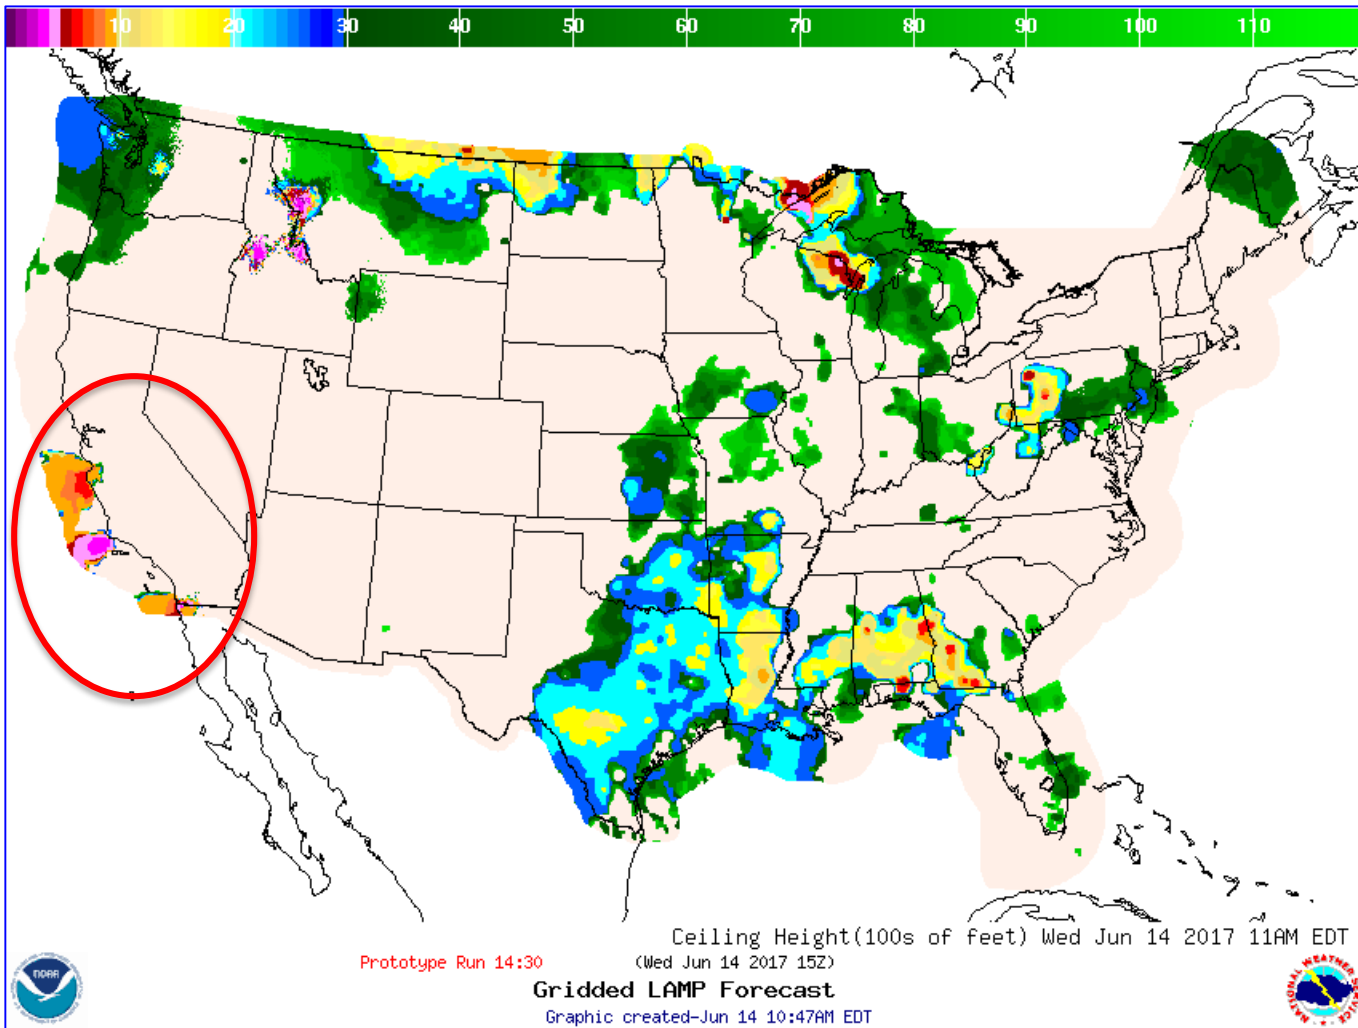 10 20 30 40 50 60 70 80 90 100 110
Ceiling Height(100s of feet) Wed Jun 14 2017 11AM EDT
Prototype Run 14:30 (Wed Jun 14 2017 15Z)
Gridded LAMP Forecast
Graphic created-Jun 14 10:47AM EDT
NOAA
NATIONAL WEATHER SERVICE